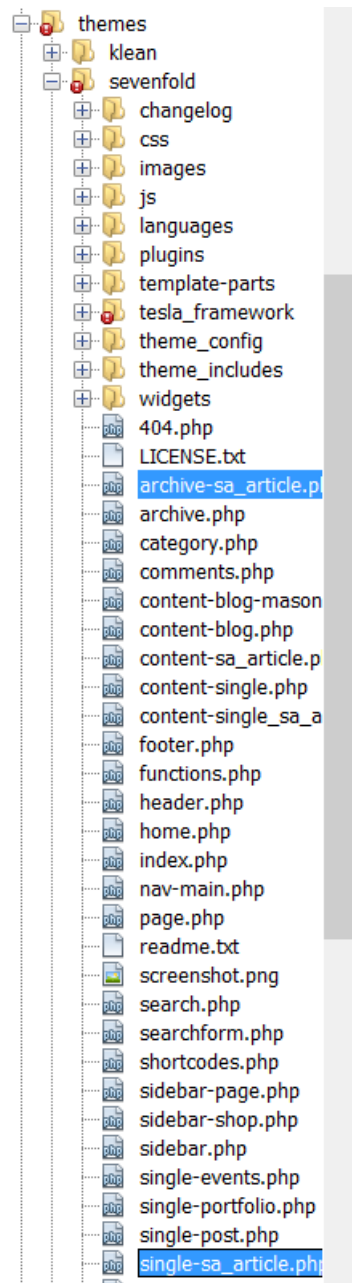 themes
klean
sevenfold
changelog
css
images
js
languages
plugins
template-parts
tesla_framework
theme_config
theme_includes
widgets
404.php
LICENSE.txt
archive-sa_article.pl
archive.php
category.php
comments.php
content-blog-mason
content-blog.php
content-sa_article.p
content-single.php
content-single_sa_a
footer.php
functions.php
header.php
home.php
index.php
nav-main.php
page.php
readme.txt
screenshot.png
search.php
searchform.php
shortcodes.php
sidebar-page.php
sidebar-shop.php
sidebar.php
single-events.php
single-portfolio.php
single-post.php
single-sa_article.php